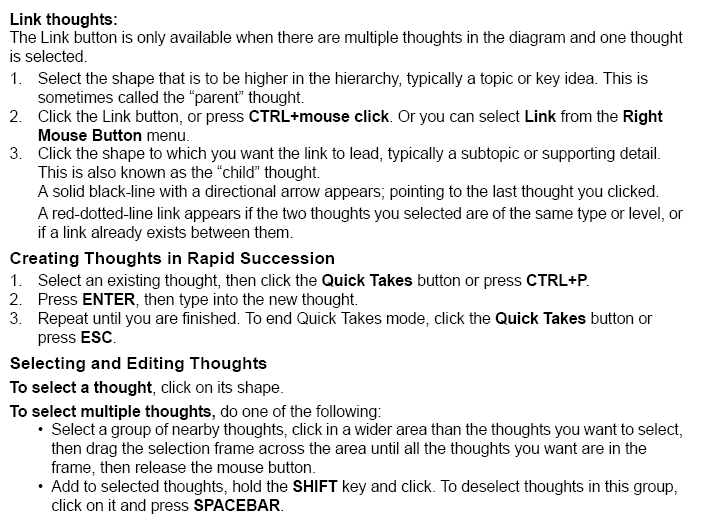 Link thoughts:
The Link button is only available when there are multiple thoughts in the diagram and one thought
is selected.
1. Select the shape that is to be higher in the hierarchy, typically a topic or key idea. This is
sometimes called the “parent” thought.
2. Click the Link button, or press CTRL+mouse click. Or you can select Link from the Right
Mouse Button menu.
3. Click the shape to which you want the link to lead, typically a subtopic or supporting detail.
This is also known as the “child” thought.
A solid black-line with a directional arrow appears; pointing to the last thought you clicked.
A red-dotted-line link appears if the two thoughts you selected are of the same type or level, or
if a link already exists between them.
Creating Thoughts in Rapid Succession
1. Select an existing thought, then click the Quick Takes button or press CTRL+P.
2. Press ENTER, then type into the new thought.
3. Repeat until you are finished. To end Quick Takes mode, click the Quick Takes button or
press ESC.
Selecting and Editing Thoughts
To select a thought, click on its shape.
To select multiple thoughts, do one of the following:
• Select a group of nearby thoughts, click in a wider area than the thoughts you want to select,
then drag the selection frame across the area until all the thoughts you want are in the
frame, then release the mouse button.
• Add to selected thoughts, hold the SHIFT key and click. To deselect thoughts in this group,
click on it and press SPACEBAR.